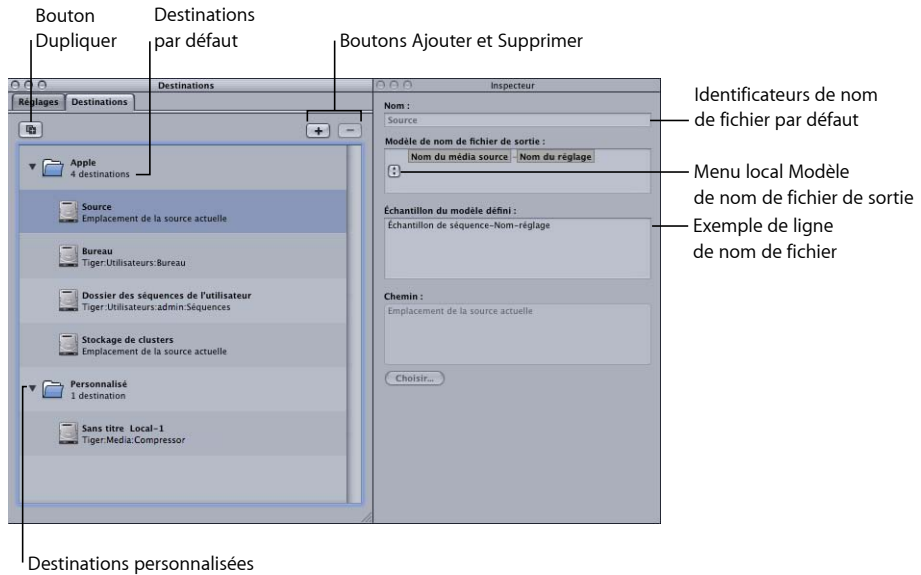 Bouton
Dupliquer
Destinations
par défaut
Boutons Ajouter et Supprimer
Destinations
Réglages
Destinations
Apple
4 destinations
Source
Emplacement de la source actuelle
Bureau
Tiger:Utilisateurs:Bureau
Dossier des séquences de l'utilisateur
Tiger:Utilisateurs:admin:Séquences
Stockage de clusters
Emplacement de la source actuelle
Personnalisé
1 destination
Sans titre Local-1
Tiger:Media:Compressor
Destinations personnalisées
Inspecteur
Nom :
Source
Modèle de nom de fichier de sortie :
Nom du média source - Nom du réglage
Échantillon du modèle défini :
Échantillon de séquence-Nom-réglage
Chemin :
Emplacement de la source actuelle
Choisir...
Identificateurs de nom
de fichier par défaut
Menu local Modèle
de nom de fichier de sortie
Exemple de ligne
de nom de fichier